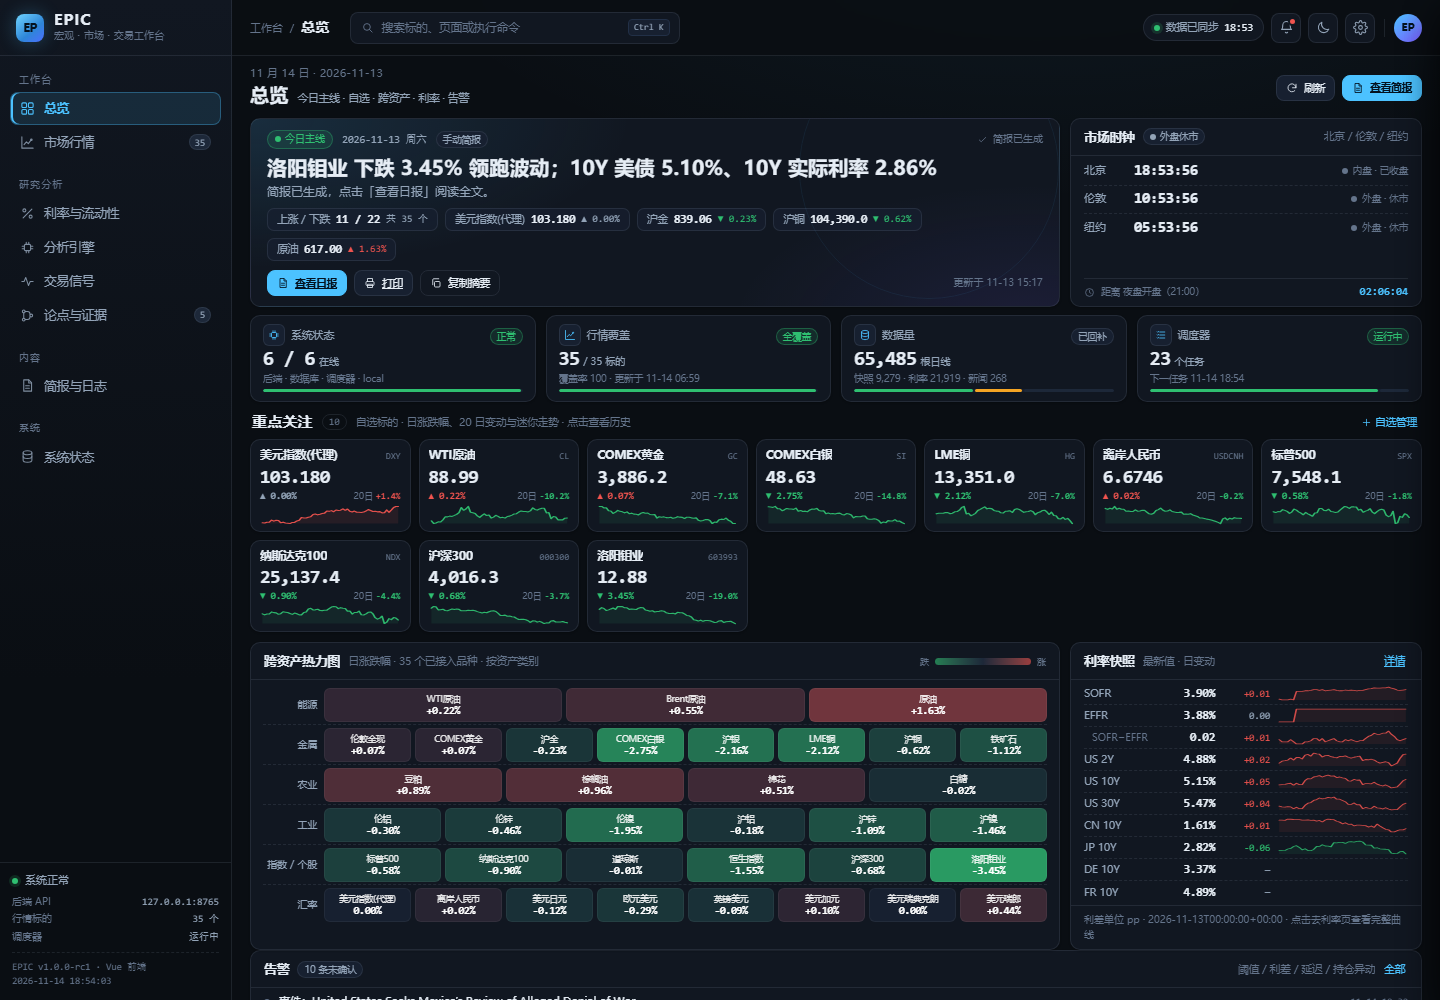 EP
EPIC
宏观 · 市场 · 交易工作台
工作台
总览
市场行情 35
研究分析
利率与流动性
分析引擎
交易信号
论点与证据 5
内容
简报与日志
系统
系统状态
系统正常
后端 API 127.0.0.1:8765
行情标的 35 个
调度器 运行中
EPIC v1.0.0-rc1 · Vue 前端
2026-11-14 18:54:03
工作台 / 总览
搜索标的、页面或执行命令 Ctrl K
数据已同步 18:53
EP
11 月 14 日 · 2026-11-13
总览 今日主线 · 自选 · 跨资产 · 利率 · 告警
刷新
查看简报
今日主线 2026-11-13 周六 手动简报
简报已生成
洛阳钼业 下跌 3.45% 领跑波动；10Y 美债 5.10%、10Y 实际利率 2.86%
简报已生成，点击「查看日报」阅读全文。
上涨 / 下跌 11 / 22 共 35 个
美元指数(代理) 103.180 ▲ 0.00%
沪金 839.06 ▼ 0.23%
沪铜 104,390.0 ▼ 0.62%
原油 617.00 ▲ 1.63%
查看日报
打印
复制摘要
更新于 11-13 15:17
市场时钟 外盘休市 北京 / 伦敦 / 纽约
北京 18:53:56 内盘 · 已收盘
伦敦 10:53:56 外盘 · 休市
纽约 05:53:56 外盘 · 休市
距离 夜盘开盘（21:00） 02:06:04
系统状态 正常
6 / 6 在线
后端 · 数据库 · 调度器 · local
行情覆盖 全覆盖
35 / 35 标的
覆盖率 100 · 更新于 11-14 06:59
数据量 已回补
65,485 根日线
快照 9,279 · 利率 21,919 · 新闻 268
调度器 运行中
23 个任务
下一任务 11-14 18:54
重点关注 10 自选标的 · 日涨跌幅、20 日变动与迷你走势 · 点击查看历史
+ 自选管理
美元指数(代理) DXY
103.180
▲ 0.00% 20日 +1.4%
WTI原油 CL
88.99
▲ 0.22% 20日 -10.2%
COMEX黄金 GC
3,886.2
▲ 0.07% 20日 -7.1%
COMEX白银 SI
48.63
▼ 2.75% 20日 -14.8%
LME铜 HG
13,351.0
▼ 2.12% 20日 -7.0%
离岸人民币 USDCNH
6.6746
▲ 0.02% 20日 -0.2%
标普500 SPX
7,548.1
▼ 0.58% 20日 -1.8%
纳斯达克100 NDX
25,137.4
▼ 0.90% 20日 -4.4%
沪深300 000300
4,016.3
▼ 0.68% 20日 -3.7%
洛阳钼业 603993
12.88
▼ 3.45% 20日 -19.0%
跨资产热力图 日涨跌幅 · 35 个已接入品种 · 按资产类别
跌 涨
能源
WTI原油 +0.22%
Brent原油 +0.55%
原油 +1.63%
金属
伦敦金现 +0.07%
COMEX黄金 +0.07%
沪金 -0.23%
COMEX白银 -2.75%
沪银 -2.16%
LME铜 -2.12%
沪铜 -0.62%
铁矿石 -1.12%
农业
豆粕 +0.89%
棕榈油 +0.96%
棉花 +0.51%
白糖 -0.02%
工业
伦铝 -0.30%
伦锌 -0.46%
伦镍 -1.95%
沪铝 -0.18%
沪锌 -1.09%
沪镍 -1.46%
指数 / 个股
标普500 -0.58%
纳斯达克100 -0.90%
道琼斯 -0.01%
恒生指数 -1.55%
沪深300 -0.68%
洛阳钼业 -3.45%
汇率
美元指数(代理) 0.00%
离岸人民币 +0.02%
美元日元 -0.12%
欧元美元 -0.29%
英镑美元 -0.09%
美元加元 +0.10%
美元瑞典克朗 0.00%
美元瑞郎 +0.44%
利率快照 最新值 · 日变动 详情
SOFR 3.90% +0.01
EFFR 3.88% 0.00
SOFR−EFFR 0.02 +0.01
US 2Y 4.88% +0.02
US 10Y 5.15% +0.05
US 30Y 5.47% +0.04
CN 10Y 1.61% +0.01
JP 10Y 2.82% -0.06
DE 10Y 3.37% –
FR 10Y 4.89% –
利差单位 pp · 2026-11-13T00:00:00+00:00 · 点击去利率页查看完整曲
线
告警 10 条未确认
阈值 / 利差 / 延迟 / 持仓异动 全部
事件: United States Seeks Mexico's Review of Alleged Denial of War